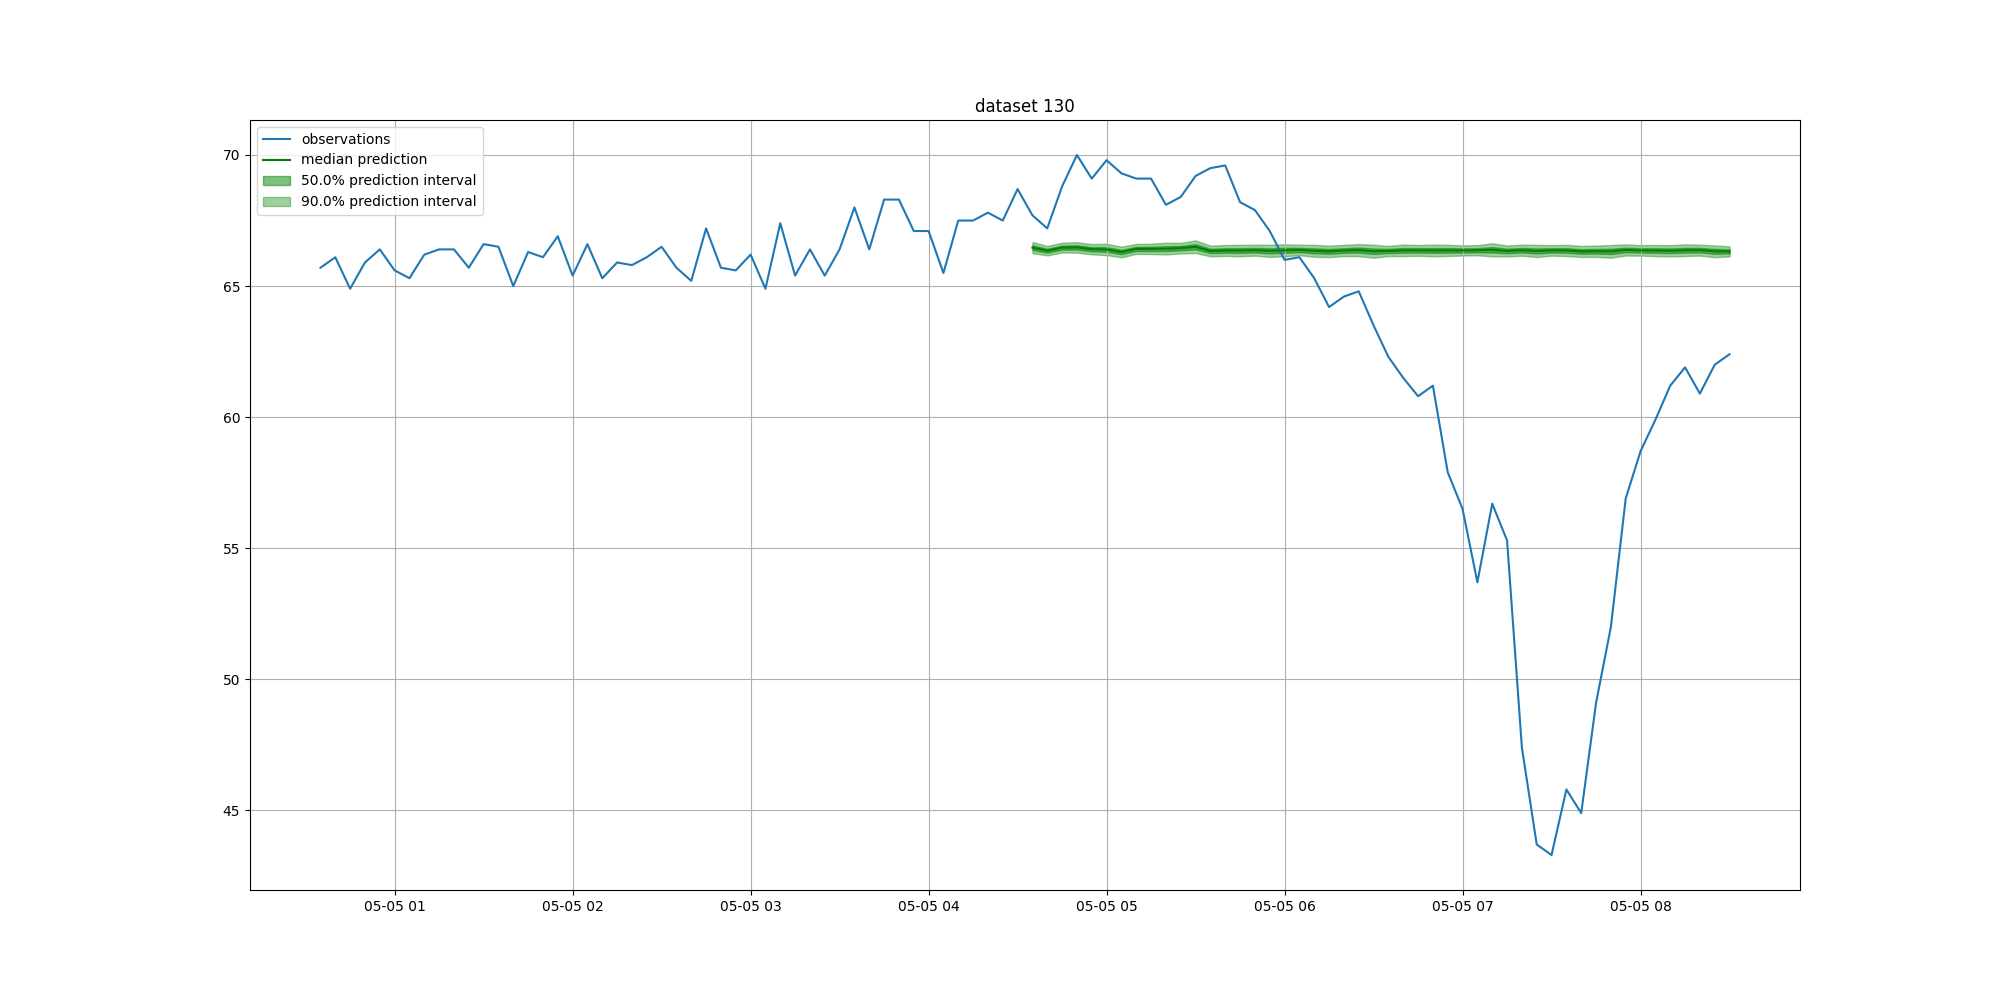 dataset 130
observations
median prediction
50.0% prediction interval
90.0% prediction interval
70
65
60
55
50
45
05-05 01 05-05 02 05-05 03 05-05 04 05-05 05 05-05 06 05-05 07 05-05 08